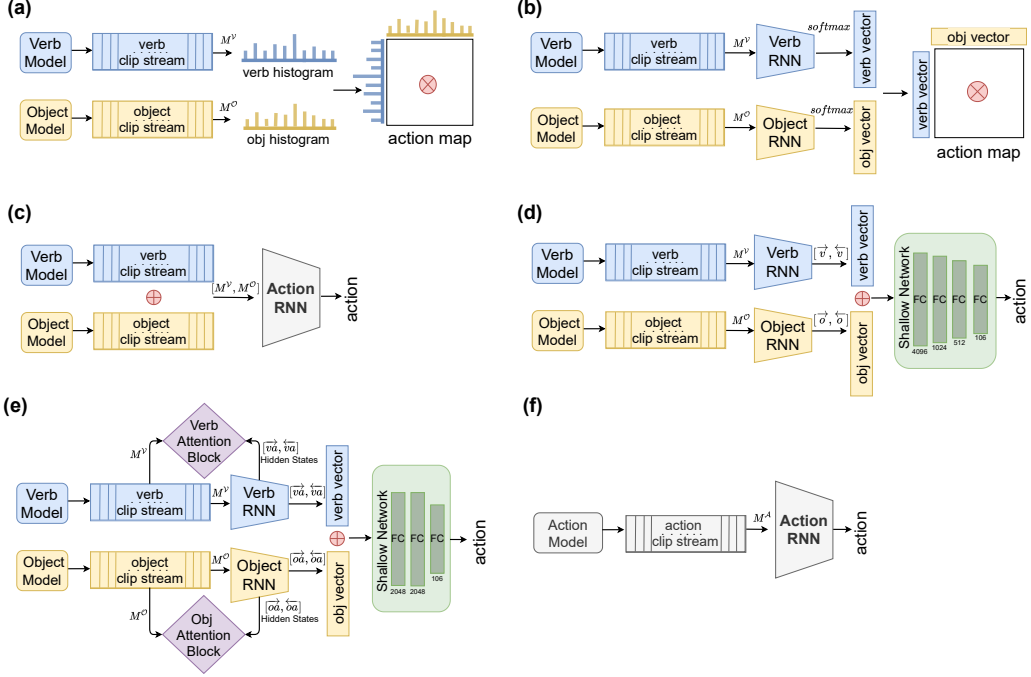 (a)
Verb
Model
verb
clip stream
M^V
verb histogram
Object
Model
object
clip stream
M^O
obj histogram
action map
(b)
Verb
Model
verb
clip stream
M^V
Verb
RNN
softmax
verb vector
Object
Model
object
clip stream
M^O
Object
RNN
softmax
obj vector
obj vector
verb vector
action map
(c)
Verb
Model
verb
clip stream
Object
Model
object
clip stream
[M^V, M^O]
Action
RNN
action
(d)
Verb
Model
verb
clip stream
M^V
Verb
RNN
[v→, v←]
verb vector
Object
Model
object
clip stream
M^O
Object
RNN
[o→, o←]
obj vector
Shallow Network
FC
FC
FC
FC
4096
1024
512
106
action
(e)
Verb
Attention
Block
M^V
[va→, va←]
Hidden States
Verb
Model
verb
clip stream
M^V
Verb
RNN
[va→, va←]
verb vector
Object
Model
object
clip stream
M^O
Object
RNN
[oa→, oa←]
obj vector
M^O
[oa→, oa←]
Hidden States
Obj
Attention
Block
Shallow Network
FC
FC
FC
2048
2048
106
action
(f)
Action
Model
action
clip stream
M^A
Action
RNN
action